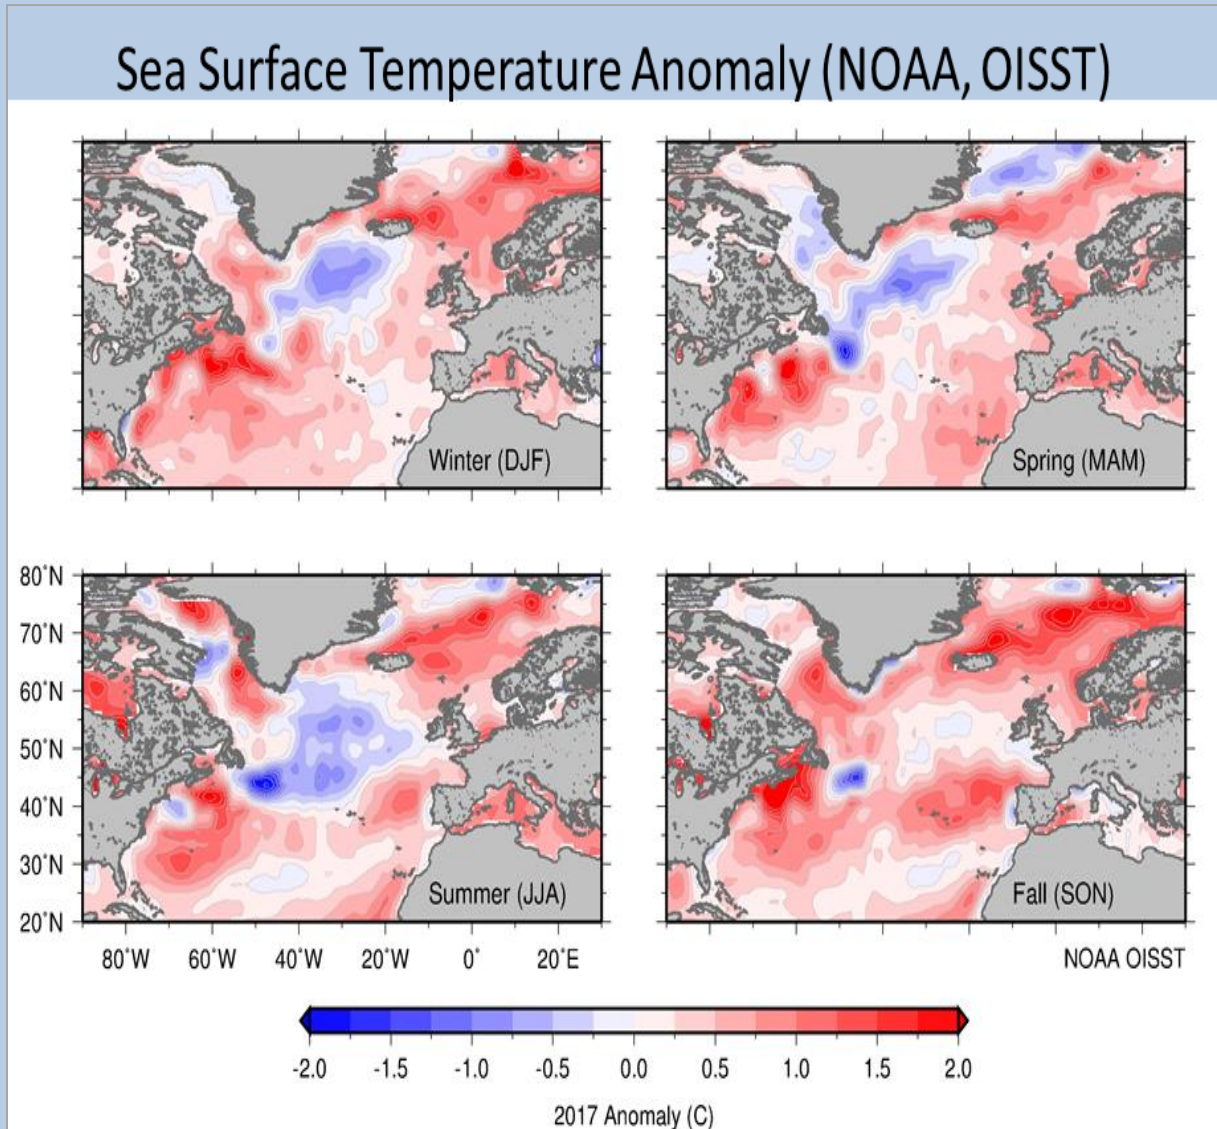 Sea Surface Temperature Anomaly (NOAA, OISST)
Winter (DJF)
Spring (MAM)
80°N
70°N
60°N
50°N
40°N
30°N
20°N
Summer (JJA)
Fall (SON)
80°W 60°W 40°W 20°W 0° 20°E
NOAA OISST
-2.0 -1.5 -1.0 -0.5 0.0 0.5 1.0 1.5 2.0
2017 Anomaly (C)